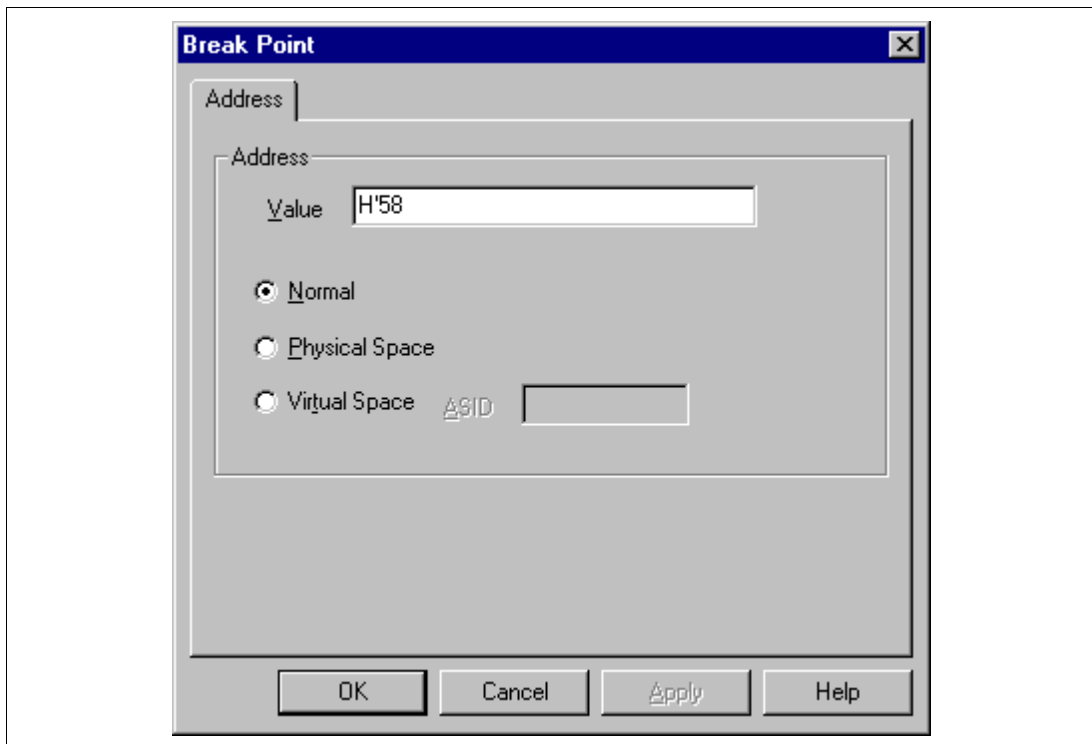 Break Point
Address
Address
Value H'58
Normal
Physical Space
Virtual Space ASID
OK Cancel Apply Help